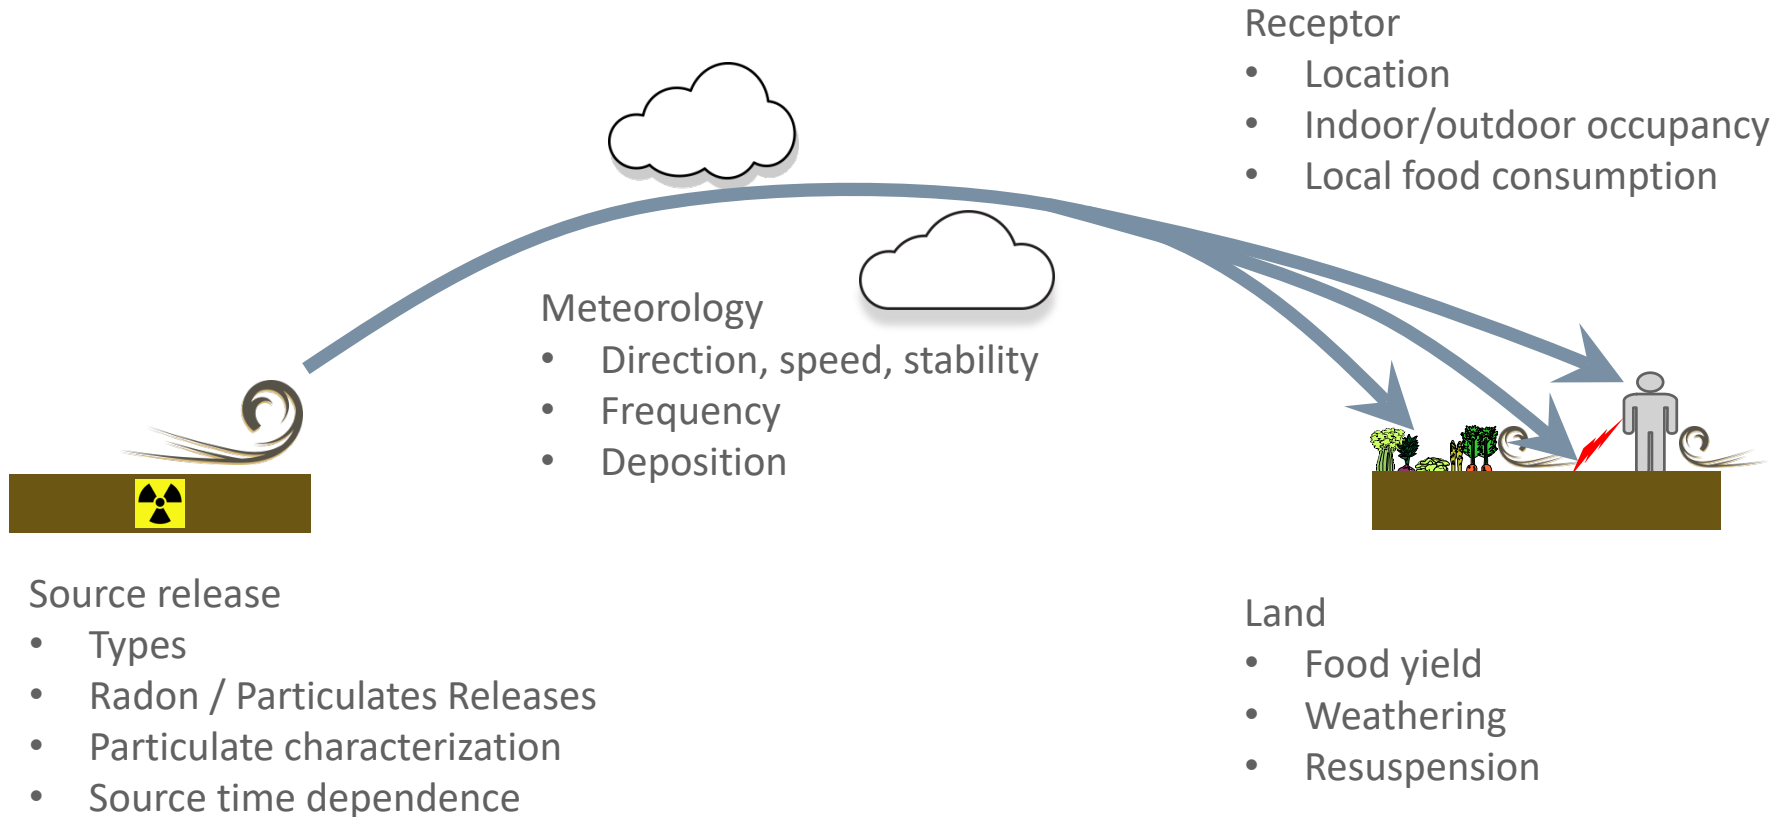 Receptor
• Location
• Indoor/outdoor occupancy
• Local food consumption
Meteorology
• Direction, speed, stability
• Frequency
• Deposition
Source release
• Types
• Radon / Particulates Releases
• Particulate characterization
• Source time dependence
Land
• Food yield
• Weathering
• Resuspension